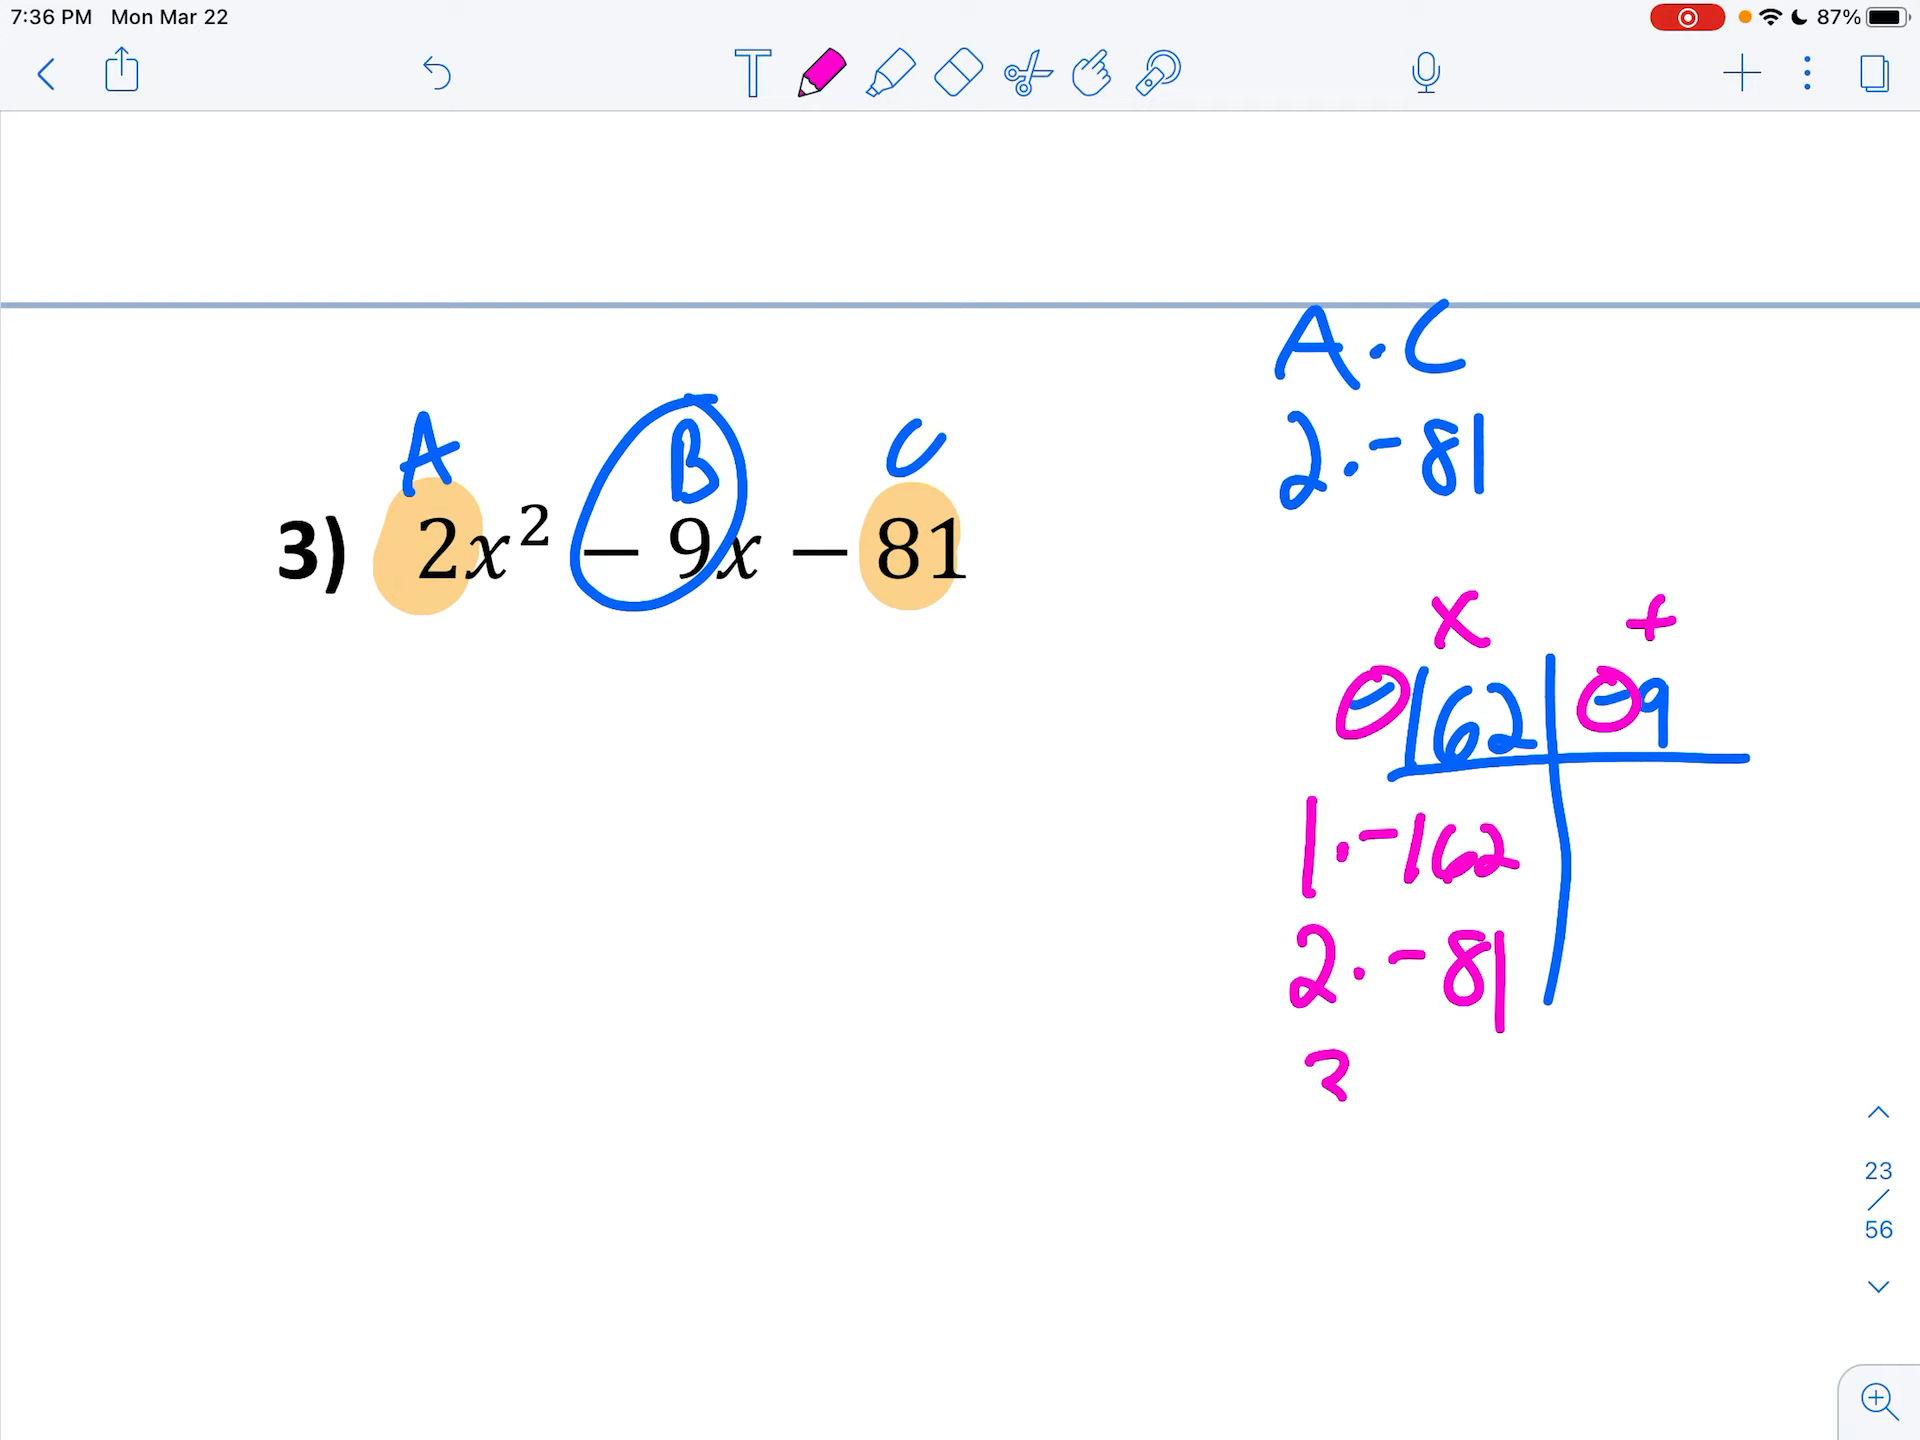 7:36 PM Mon Mar 22 87%
T
A · C
A B C
2 · -81
3) 2x² − 9x − 81
x +
-162 -9
1 · -162
2 · -81
3
23
/
56